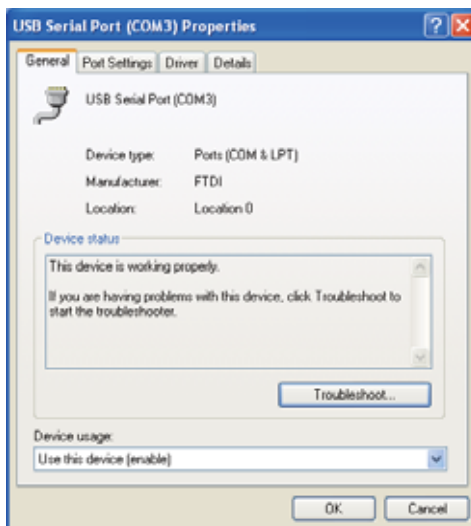 USB Serial Port (COM3) Properties
General Port Settings Driver Details
USB Serial Port (COM3)
Device type: Ports (COM & LPT)
Manufacturer: FTDI
Location: Location 0
Device status
This device is working properly.
If you are having problems with this device, click Troubleshoot to
start the troubleshooter.
Troubleshoot...
Device usage:
Use this device (enable)
OK Cancel